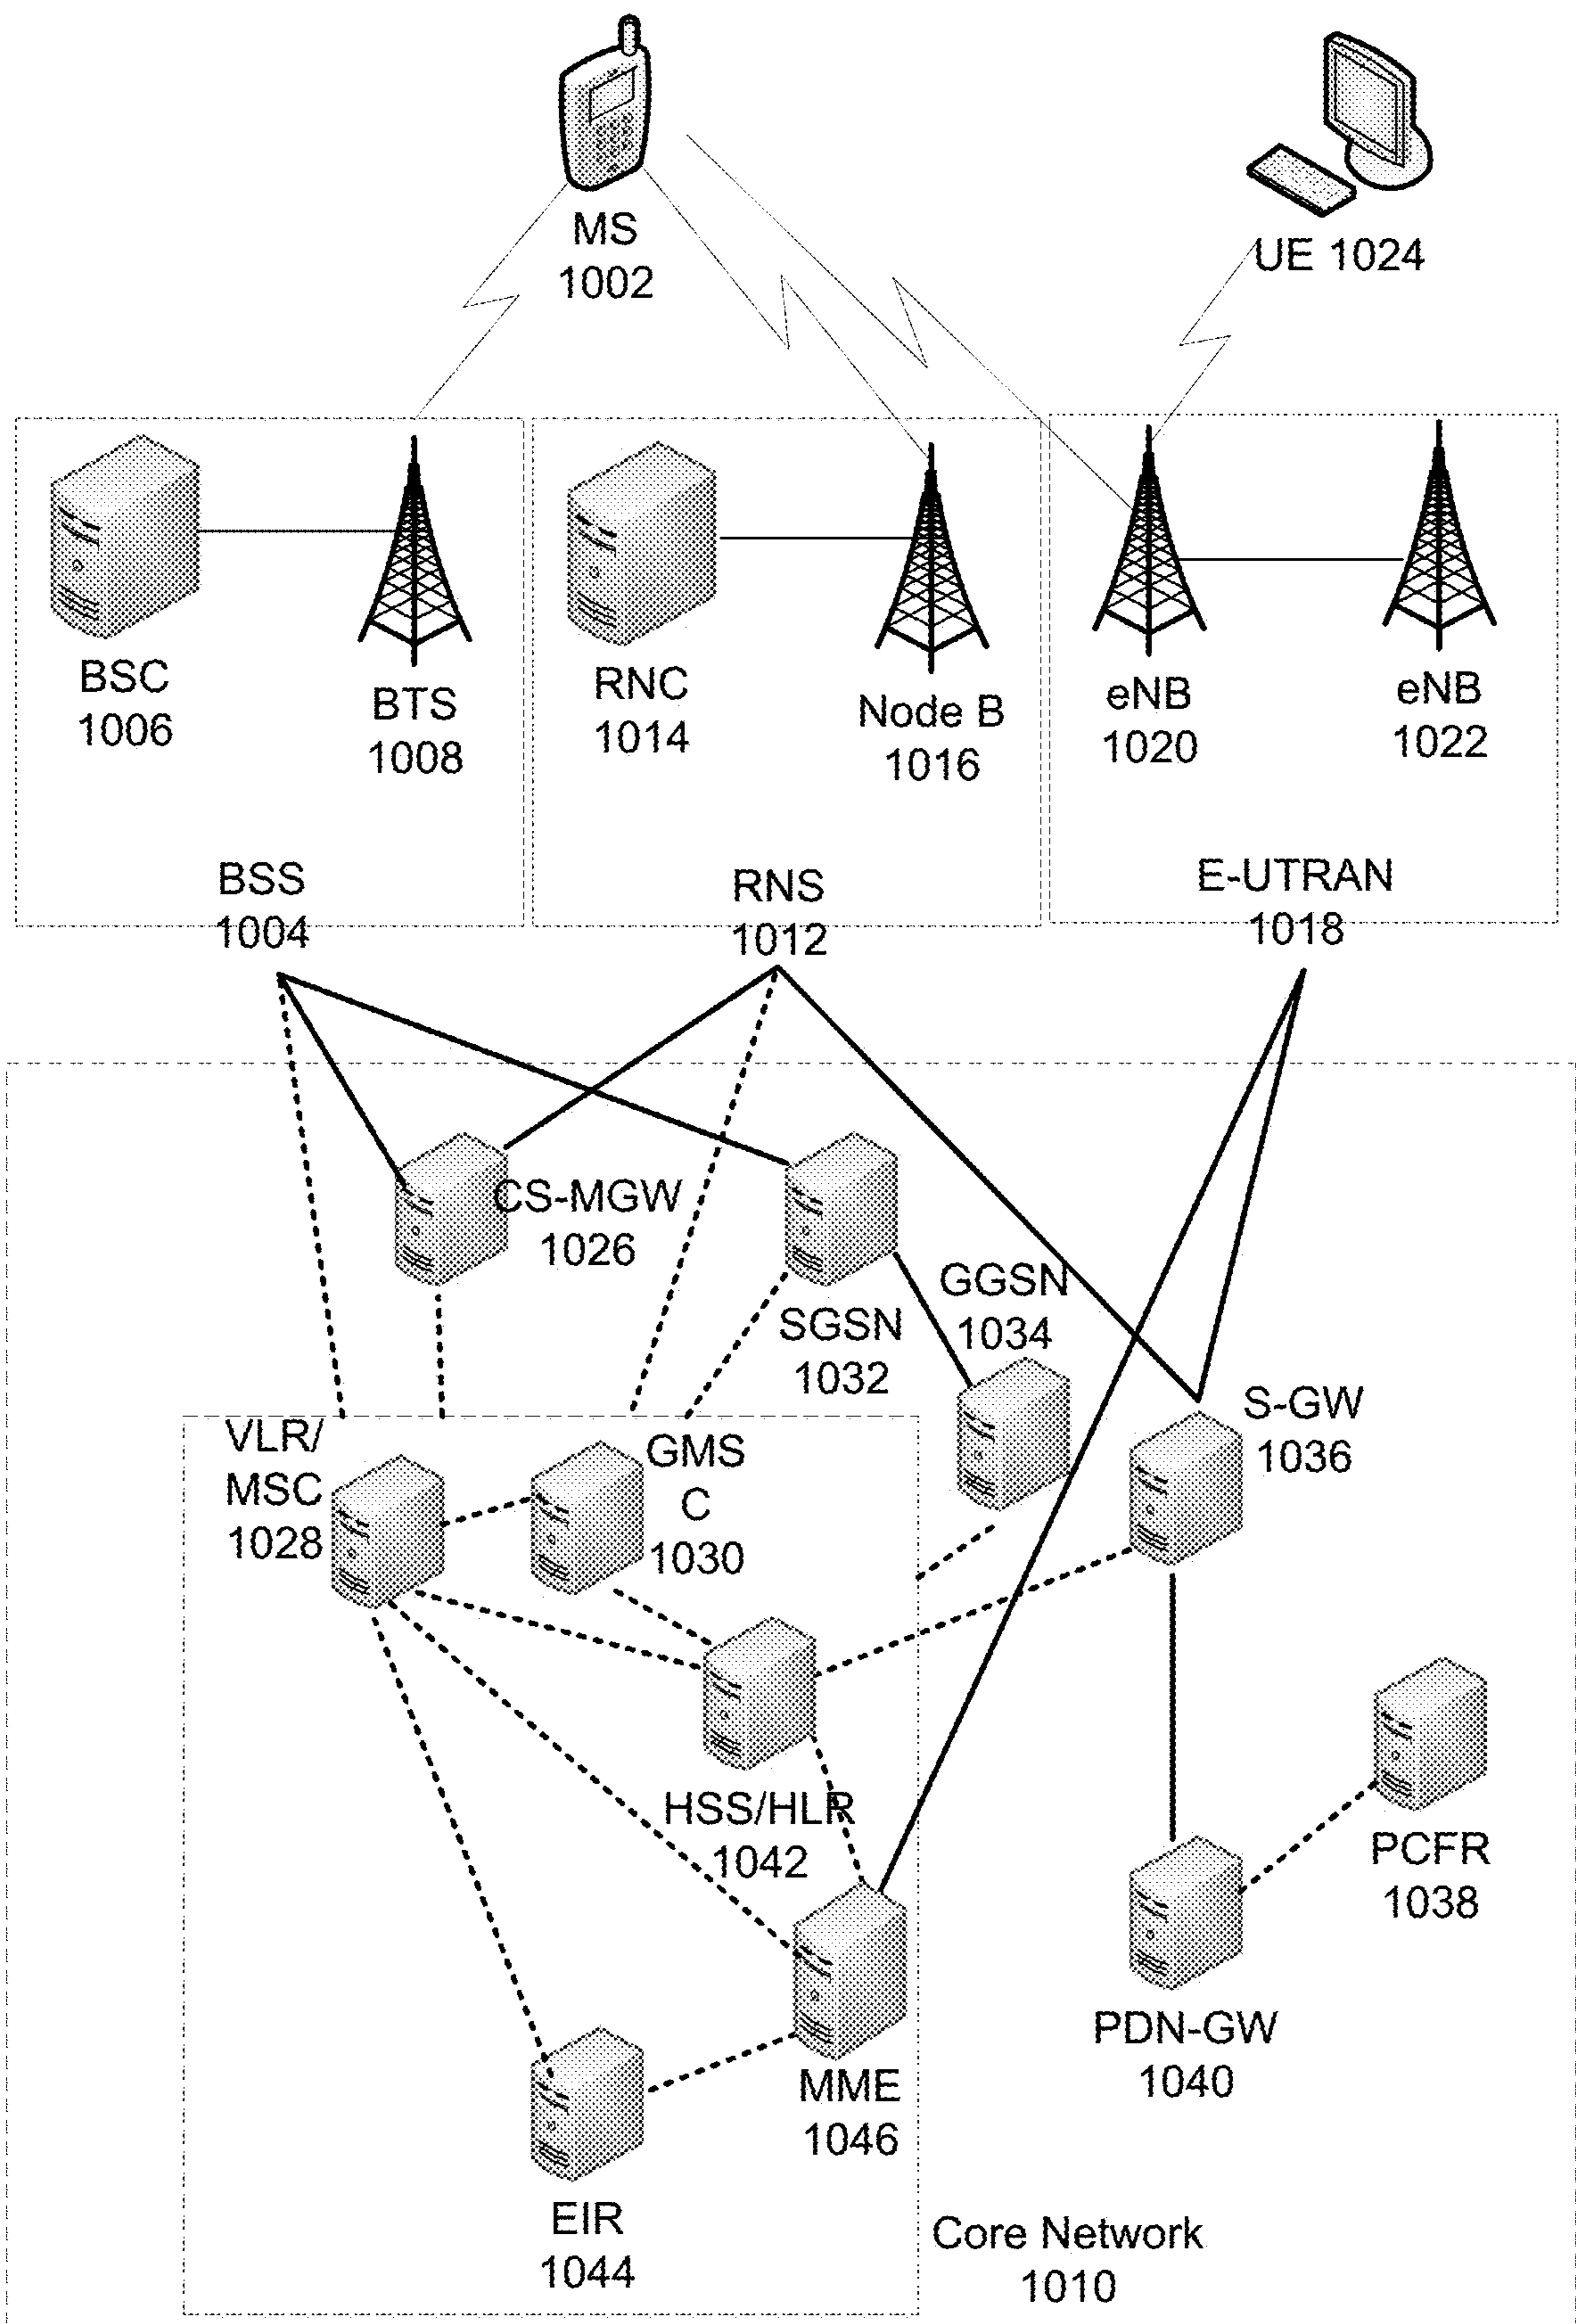 MS
1002
UE 1024
BSC
1006
BTS
1008
RNC
1014
Node B
1016
eNB
1020
eNB
1022
BSS
1004
RNS
1012
E-UTRAN
1018
CS-MGW
1026
SGSN
1032
GGSN
1034
S-GW
1036
VLR/
MSC
1028
GMS
C
1030
HSS/HLR
1042
PCFR
1038
PDN-GW
1040
MME
1046
EIR
1044
Core Network
1010